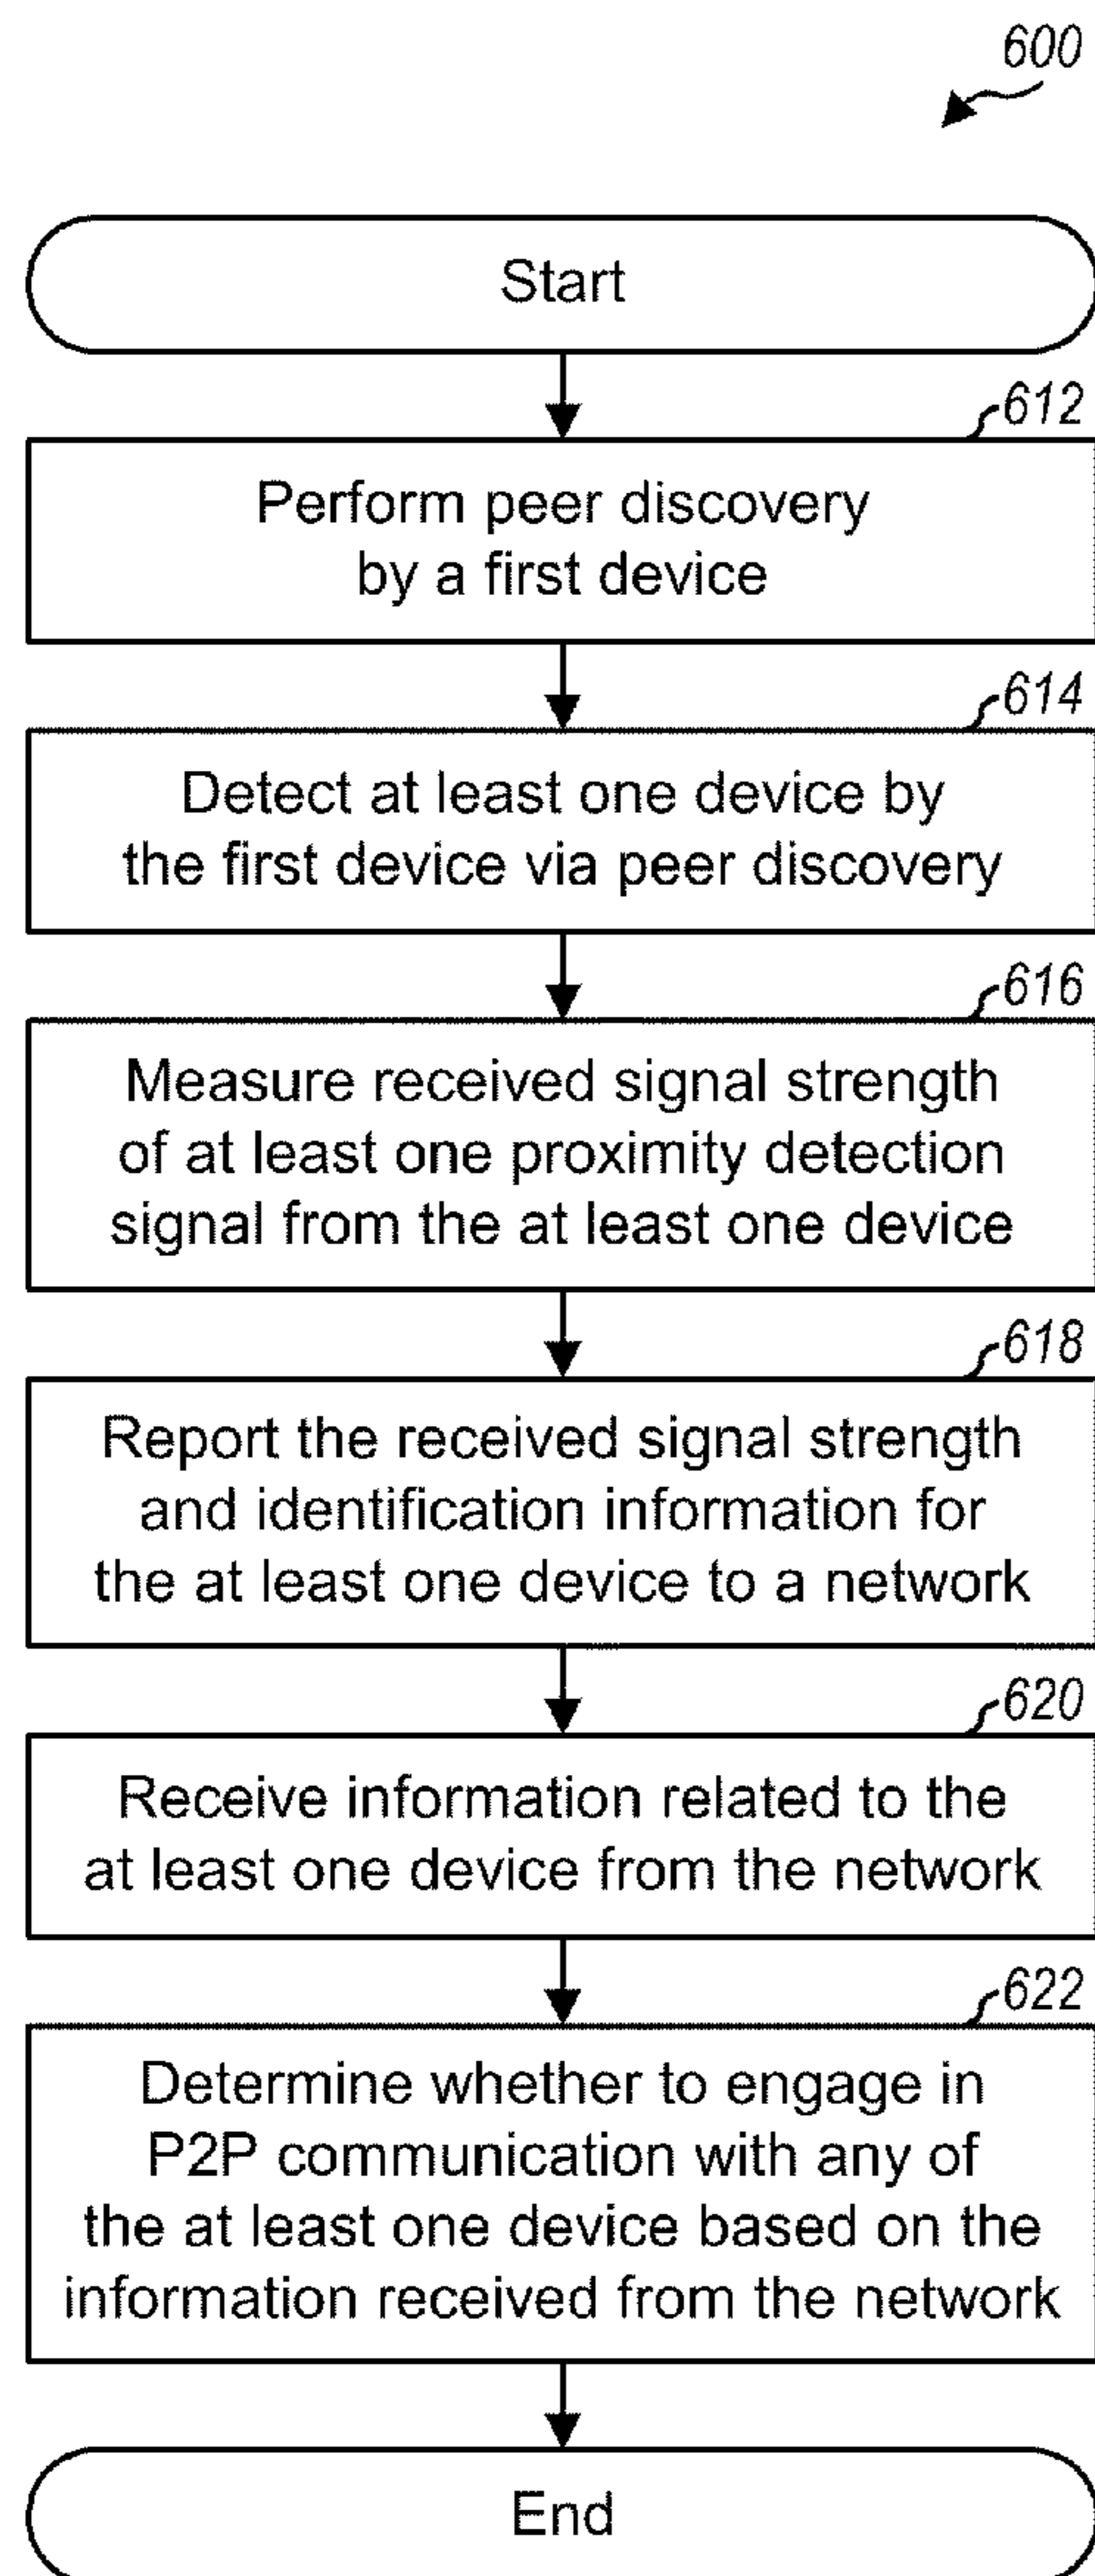 600
Start
612
Perform peer discovery
by a first device
614
Detect at least one device by
the first device via peer discovery
616
Measure received signal strength
of at least one proximity detection
signal from the at least one device
618
Report the received signal strength
and identification information for
the at least one device to a network
620
Receive information related to the
at least one device from the network
622
Determine whether to engage in
P2P communication with any of
the at least one device based on the
information received from the network
End